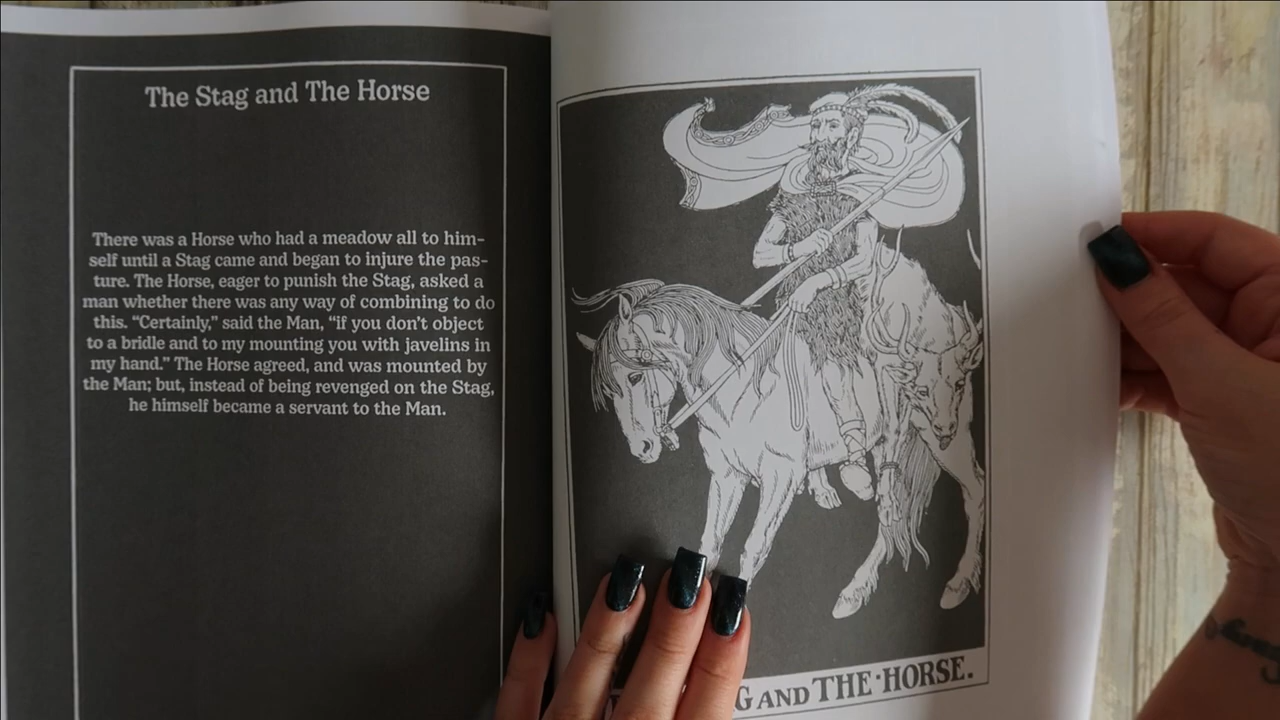 The Stag and The Horse
There was a Horse who had a meadow all to him-
self until a Stag came and began to injure the pas-
ture. The Horse, eager to punish the Stag, asked a
man whether there was any way of combining to do
this. “Certainly,” said the Man, “if you don’t object
to a bridle and to my mounting you with javelins in
my hand.” The Horse agreed, and was mounted by
the Man; but, instead of being revenged on the Stag,
he himself became a servant to the Man.
G AND THE·HORSE.